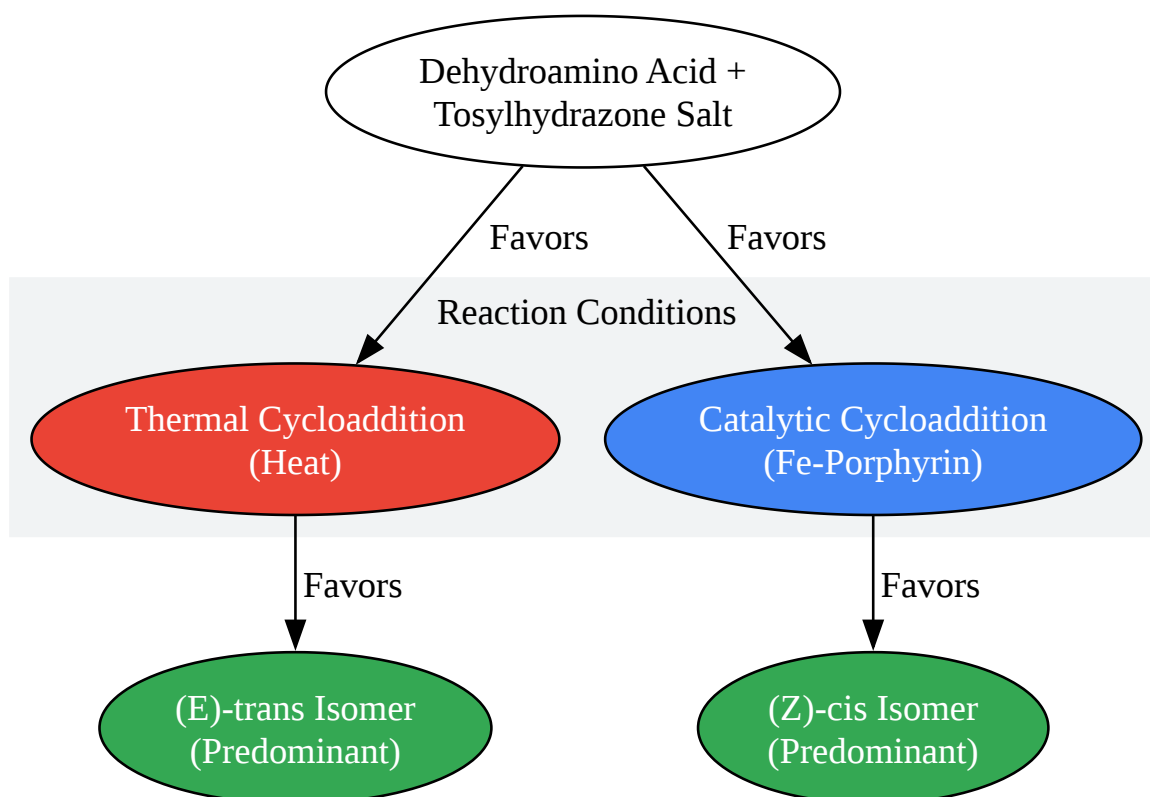 Dehydroamino Acid +
Tosylhydrazone Salt
Favors
Favors
Reaction Conditions
Thermal Cycloaddition
(Heat)
Catalytic Cycloaddition
(Fe-Porphyrin)
Favors
Favors
(E)-trans Isomer
(Predominant)
(Z)-cis Isomer
(Predominant)